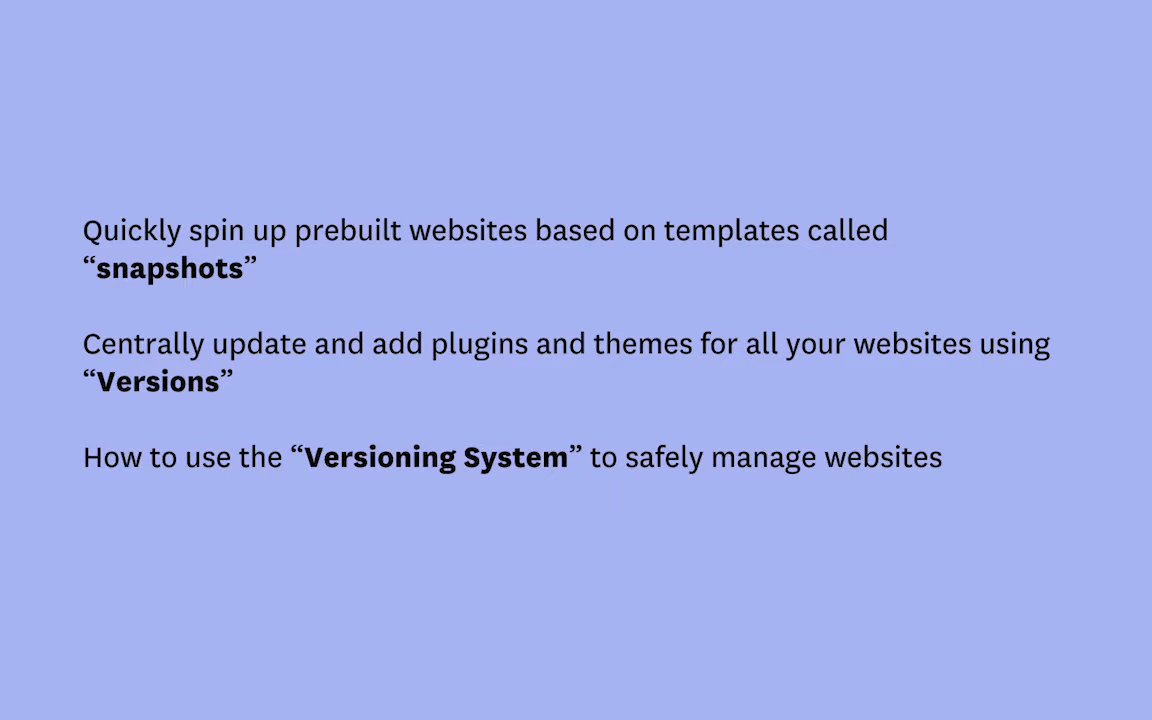 Quickly spin up prebuilt websites based on templates called
“snapshots”
Centrally update and add plugins and themes for all your websites using
“Versions”
How to use the “Versioning System” to safely manage websites